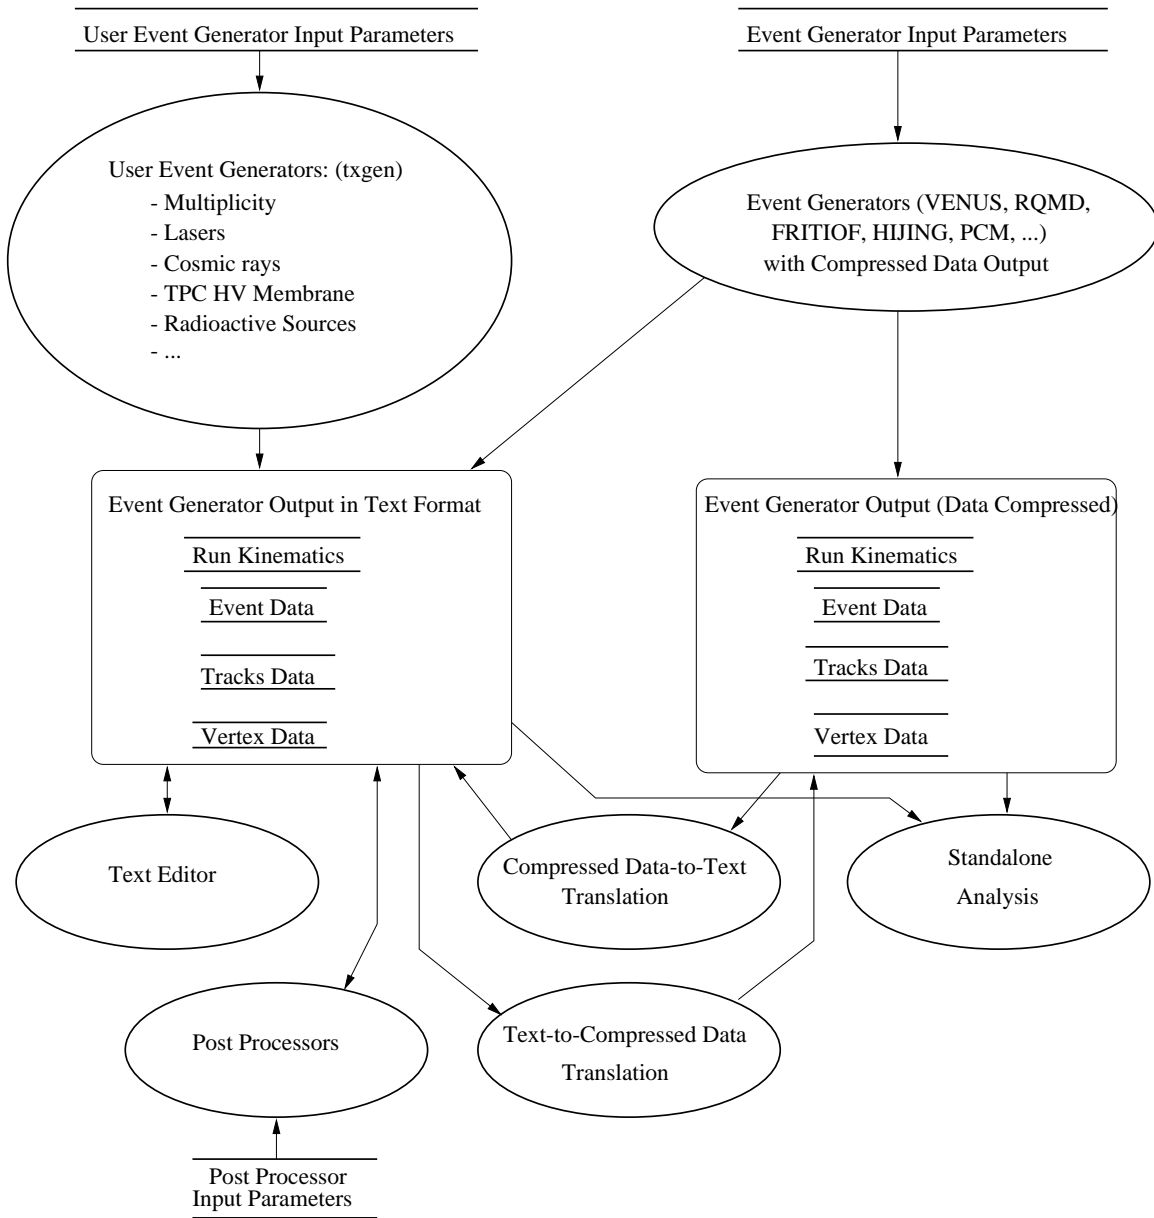 User Event Generator Input Parameters
Event Generator Input Parameters
User Event Generators: (txgen)
- Multiplicity
- Lasers
- Cosmic rays
- TPC HV Membrane
- Radioactive Sources
- ...
Event Generators (VENUS, RQMD,
FRITIOF, HIJING, PCM, ...)
with Compressed Data Output
Event Generator Output in Text Format
Run Kinematics
Event Data
Tracks Data
Vertex Data
Event Generator Output (Data Compressed)
Run Kinematics
Event Data
Tracks Data
Vertex Data
Text Editor
Compressed Data-to-Text
Translation
Standalone
Analysis
Post Processors
Text-to-Compressed Data
Translation
Post Processor
Input Parameters